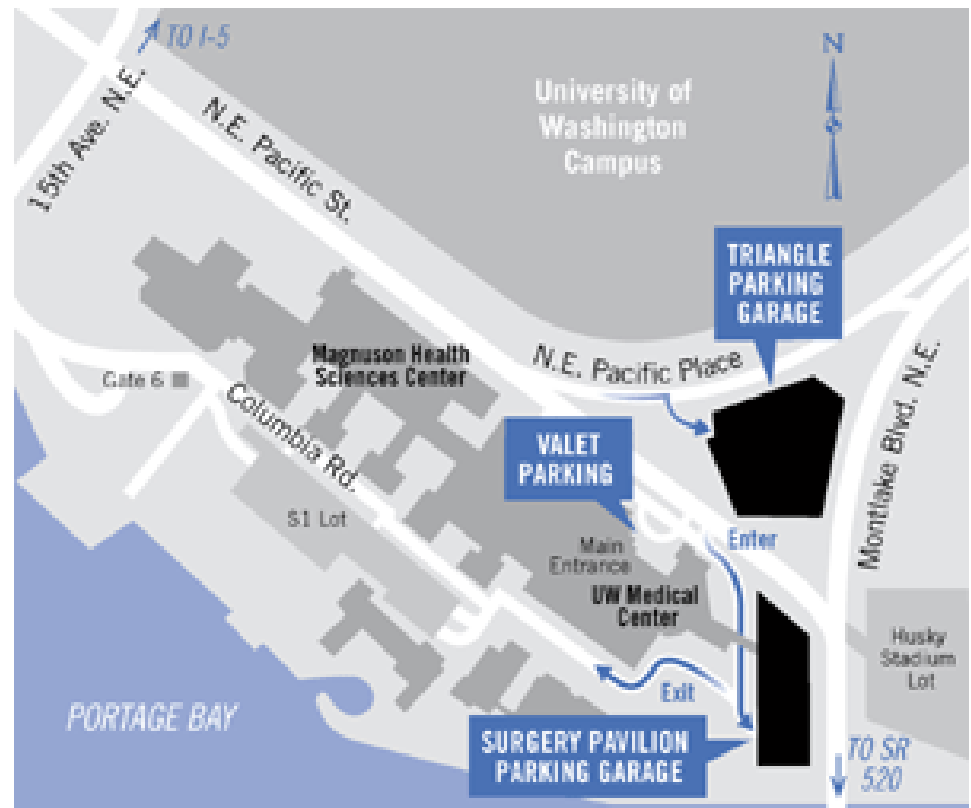 TO I-5
15th Ave. N.E.
N.E. Pacific St.
University of
Washington
Campus
N
TRIANGLE
PARKING
GARAGE
N.E. Pacific Place
Montlake Blvd. N.E.
Magnuson Health
Sciences Center
Gate 6
Columbia Rd.
VALET
PARKING
S1 Lot
Main
Entrance
Enter
UW Medical
Center
Husky
Stadium
Lot
Exit
PORTAGE BAY
SURGERY PAVILION
PARKING GARAGE
TO SR
520